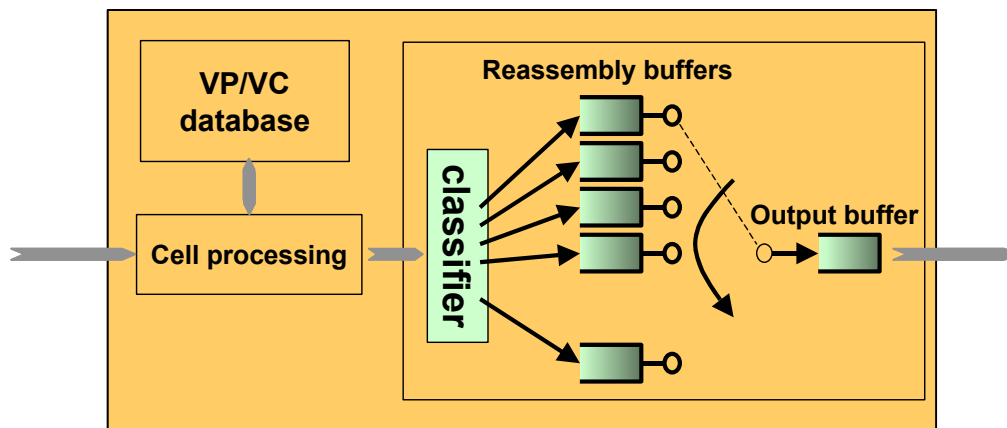 VP/VC
database
Cell processing
classifier
Reassembly buffers
Output buffer